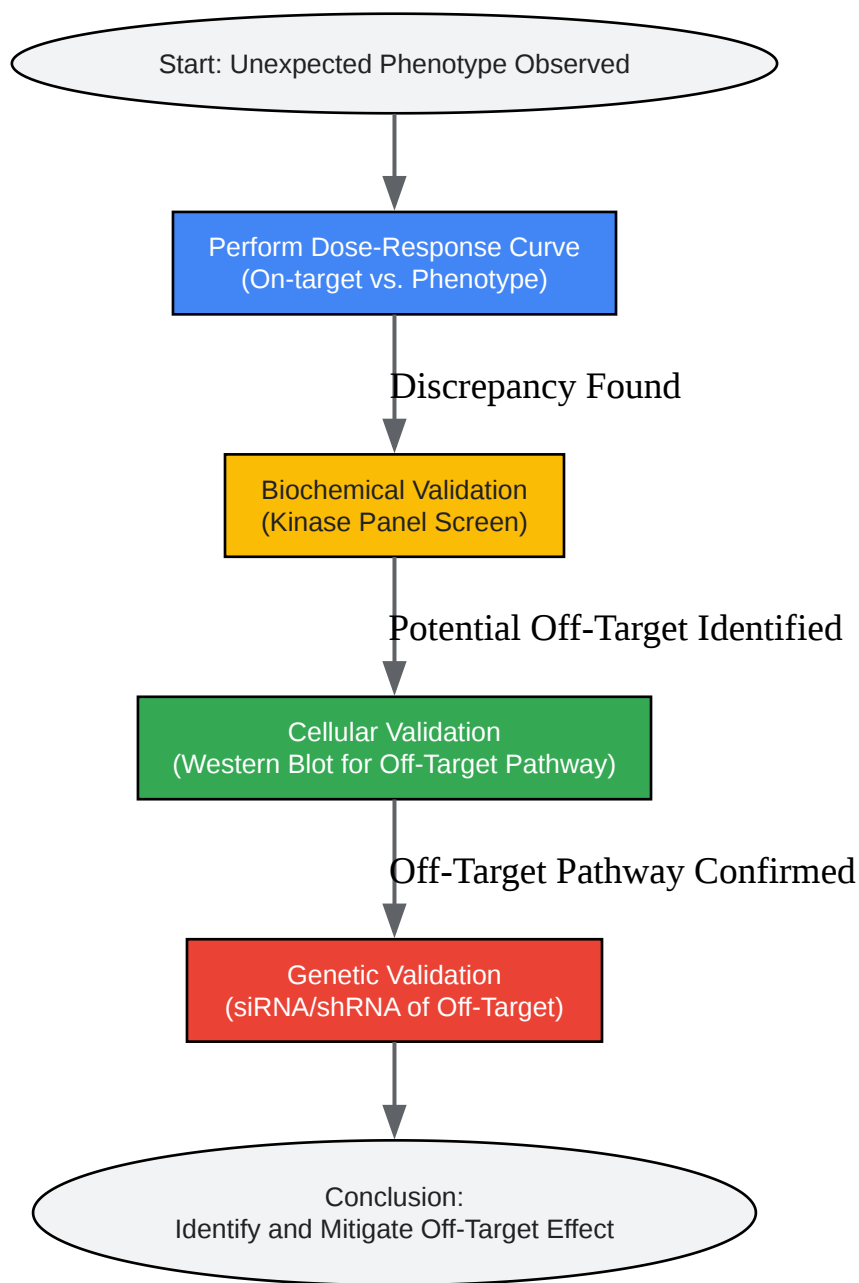 Start: Unexpected Phenotype Observed
Perform Dose-Response Curve
(On-target vs. Phenotype)
Discrepancy Found
Biochemical Validation
(Kinase Panel Screen)
Potential Off-Target Identified
Cellular Validation
(Western Blot for Off-Target Pathway)
Off-Target Pathway Confirmed
Genetic Validation
(siRNA/shRNA of Off-Target)
Conclusion:
Identify and Mitigate Off-Target Effect